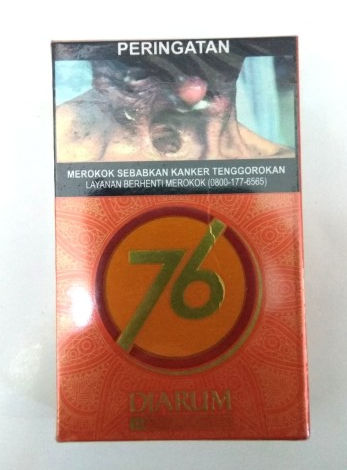 PERINGATAN
MEROKOK SEBABKAN KANKER TENGGOROKAN
LAYANAN BERHENTI MEROKOK (0800-177-6565)
76
DJARUM